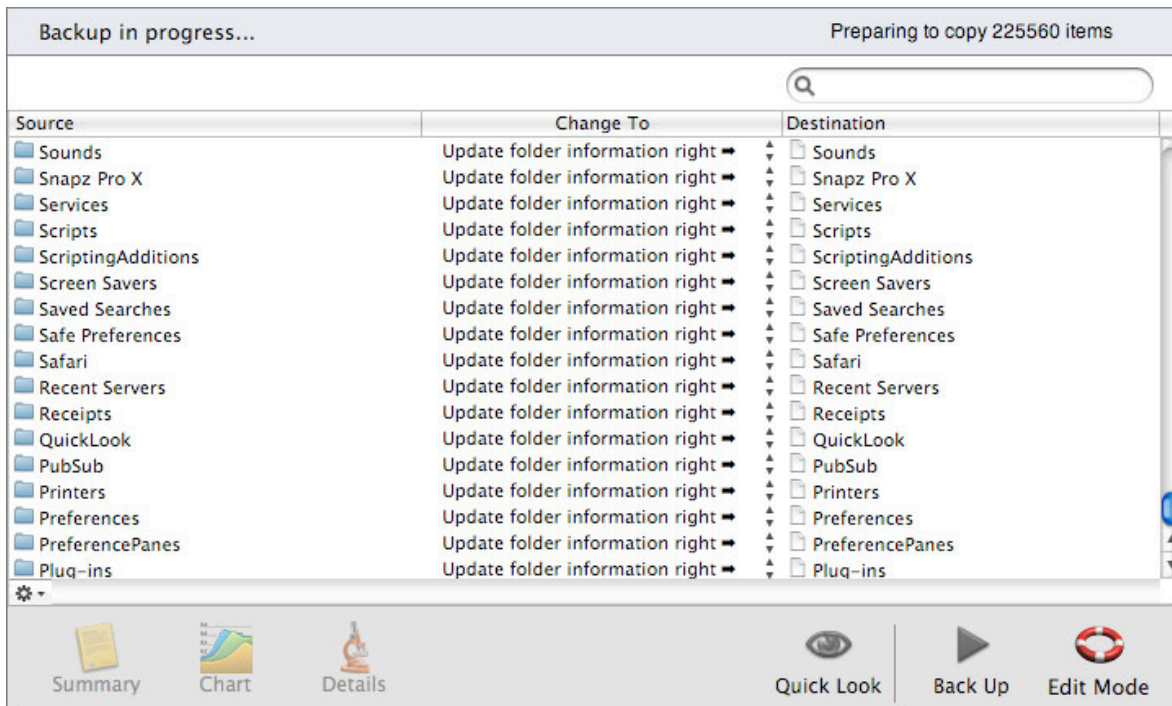 Backup in progress... Preparing to copy 225560 items
Source Change To Destination
Sounds Update folder information right ➡ Sounds
Snapz Pro X Update folder information right ➡ Snapz Pro X
Services Update folder information right ➡ Services
Scripts Update folder information right ➡ Scripts
ScriptingAdditions Update folder information right ➡ ScriptingAdditions
Screen Savers Update folder information right ➡ Screen Savers
Saved Searches Update folder information right ➡ Saved Searches
Safe Preferences Update folder information right ➡ Safe Preferences
Safari Update folder information right ➡ Safari
Recent Servers Update folder information right ➡ Recent Servers
Receipts Update folder information right ➡ Receipts
QuickLook Update folder information right ➡ QuickLook
PubSub Update folder information right ➡ PubSub
Printers Update folder information right ➡ Printers
Preferences Update folder information right ➡ Preferences
PreferencePanes Update folder information right ➡ PreferencePanes
Plug-ins Update folder information right ➡ Plug-ins
Summary Chart Details Quick Look Back Up Edit Mode